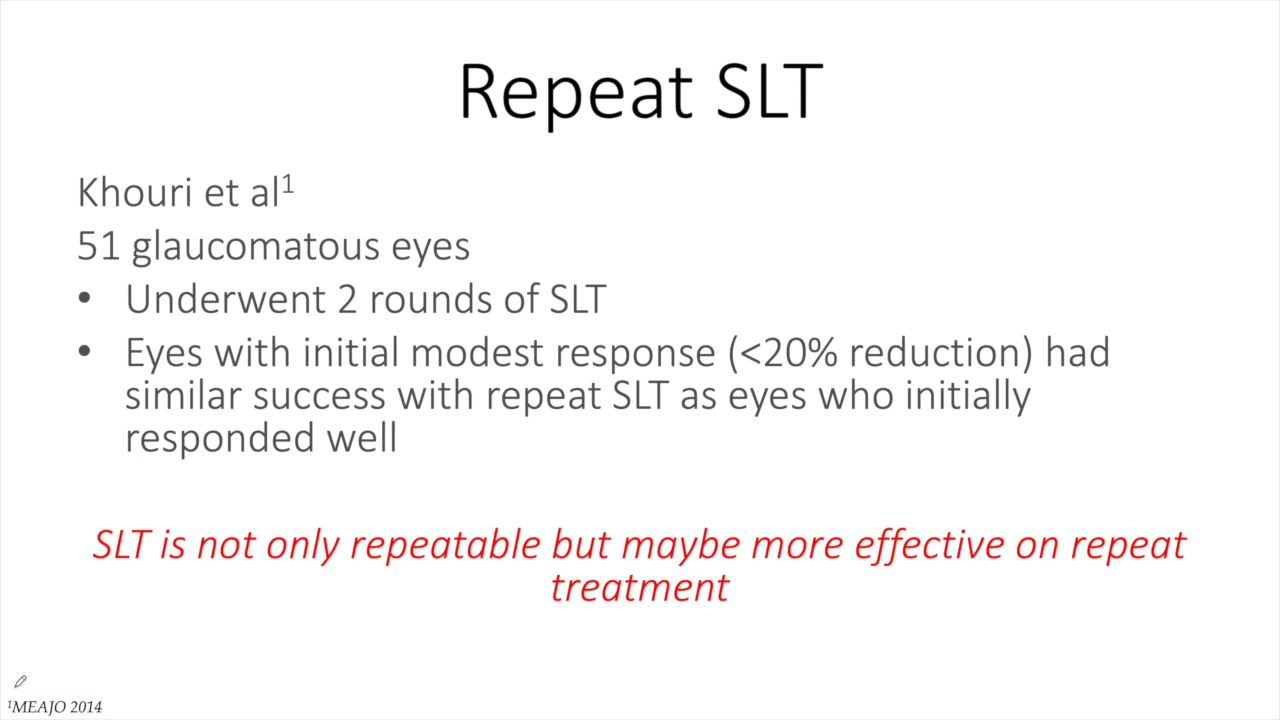 Repeat SLT
Khouri et al¹
51 glaucomatous eyes
• Underwent 2 rounds of SLT
• Eyes with initial modest response (<20% reduction) had
similar success with repeat SLT as eyes who initially
responded well
SLT is not only repeatable but maybe more effective on repeat
treatment
¹MEAJO 2014